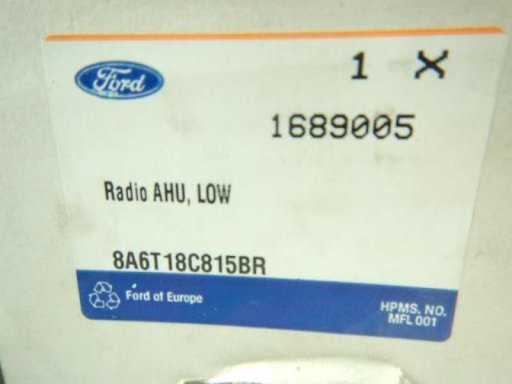 Ford
1 X
1689005
Radio AHU, LOW
8A6T18C815BR
Ford of Europe
HPMS. NO.
MFL 001